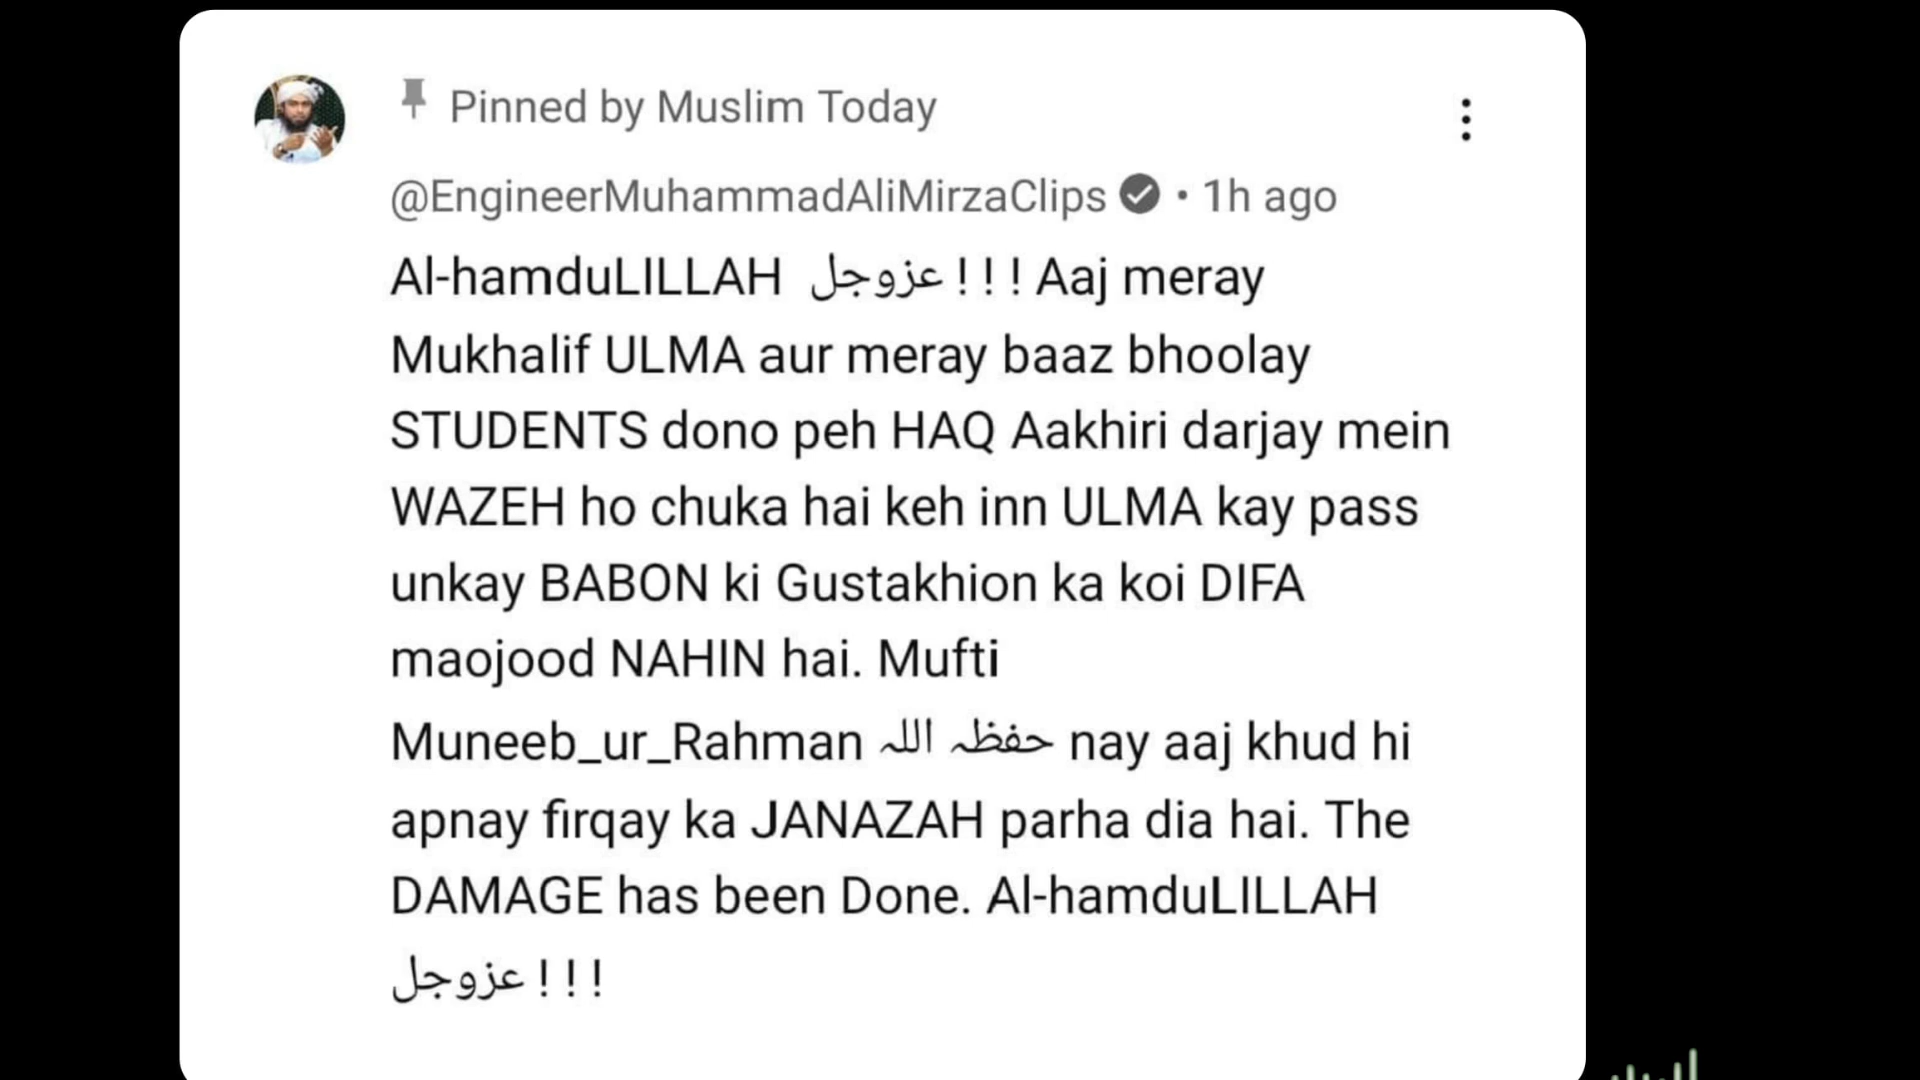 Pinned by Muslim Today
@EngineerMuhammadAliMirzaClips • 1h ago
Al-hamduLILLAH عزوجل ! ! ! Aaj meray
Mukhalif ULMA aur meray baaz bhoolay
STUDENTS dono peh HAQ Aakhiri darjay mein
WAZEH ho chuka hai keh inn ULMA kay pass
unkay BABON ki Gustakhion ka koi DIFA
maojood NAHIN hai. Mufti
Muneeb_ur_Rahman حفظہ اللہ nay aaj khud hi
apnay firqay ka JANAZAH parha dia hai. The
DAMAGE has been Done. Al-hamduLILLAH
عزوجل ! ! !